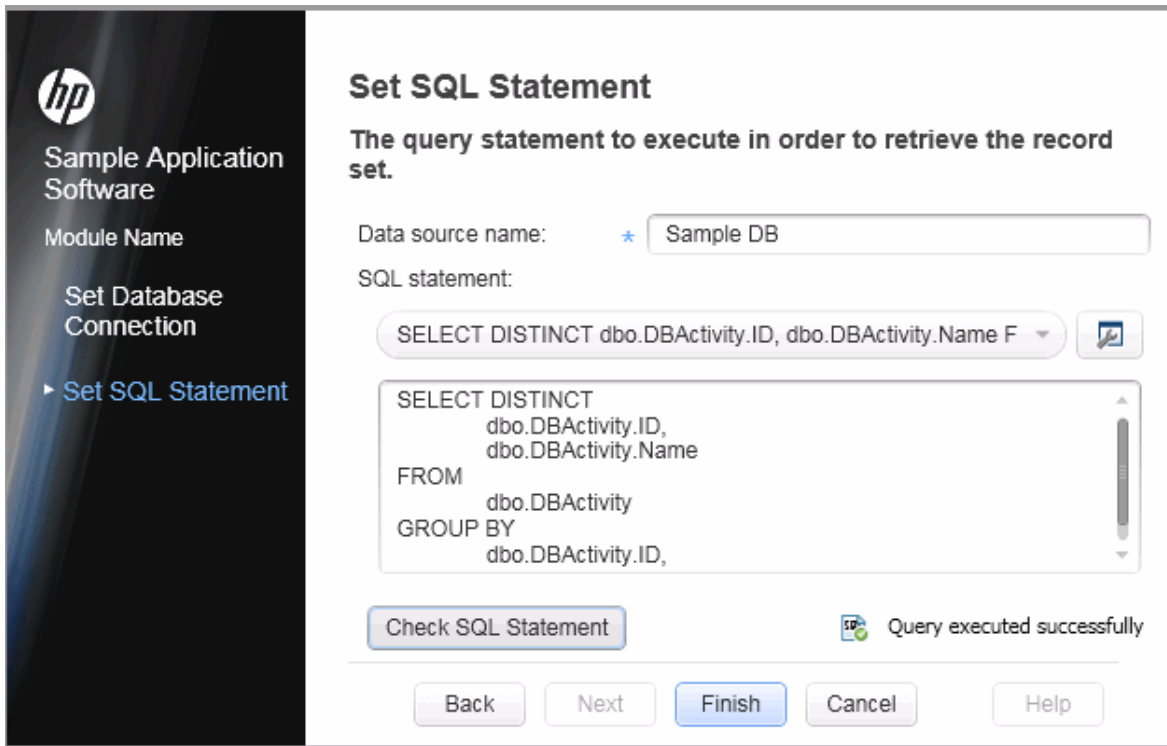 hp
Sample Application
Software
Module Name
Set Database
Connection
Set SQL Statement
Set SQL Statement
The query statement to execute in order to retrieve the record
set.
Data source name: * Sample DB
SQL statement:
SELECT DISTINCT dbo.DBActivity.ID, dbo.DBActivity.Name F
SELECT DISTINCT
dbo.DBActivity.ID,
dbo.DBActivity.Name
FROM
dbo.DBActivity
GROUP BY
dbo.DBActivity.ID,
Check SQL Statement
Query executed successfully
Back Next Finish Cancel Help